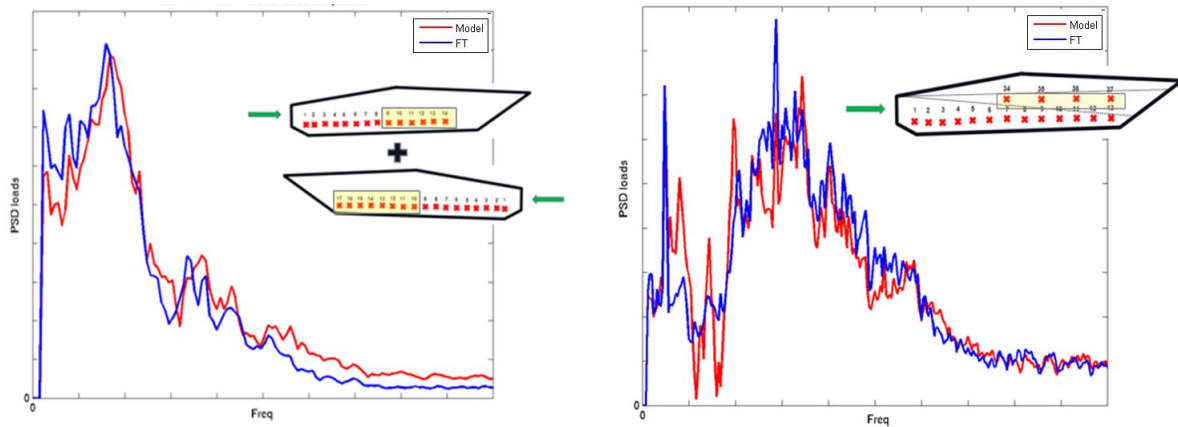 Model
FT
PSD loads
1 2 3 4 5 6 7 8 9 10 11 12 13 14
+
17 16 15 14 13 12 11 10 9 8 7 6 5 4 3 2 1
0
Freq
Model
FT
PSD loads
34 35 36 37
1 2 3 4 5 6 7 8 9 10 11 12 13
0
Freq